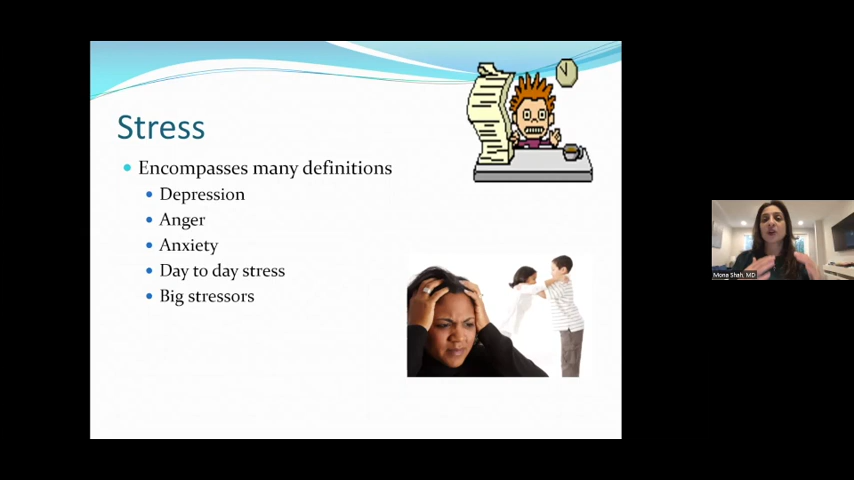 Stress
Encompasses many definitions
Depression
Anger
Anxiety
Day to day stress
Big stressors
Mona Shah, MD